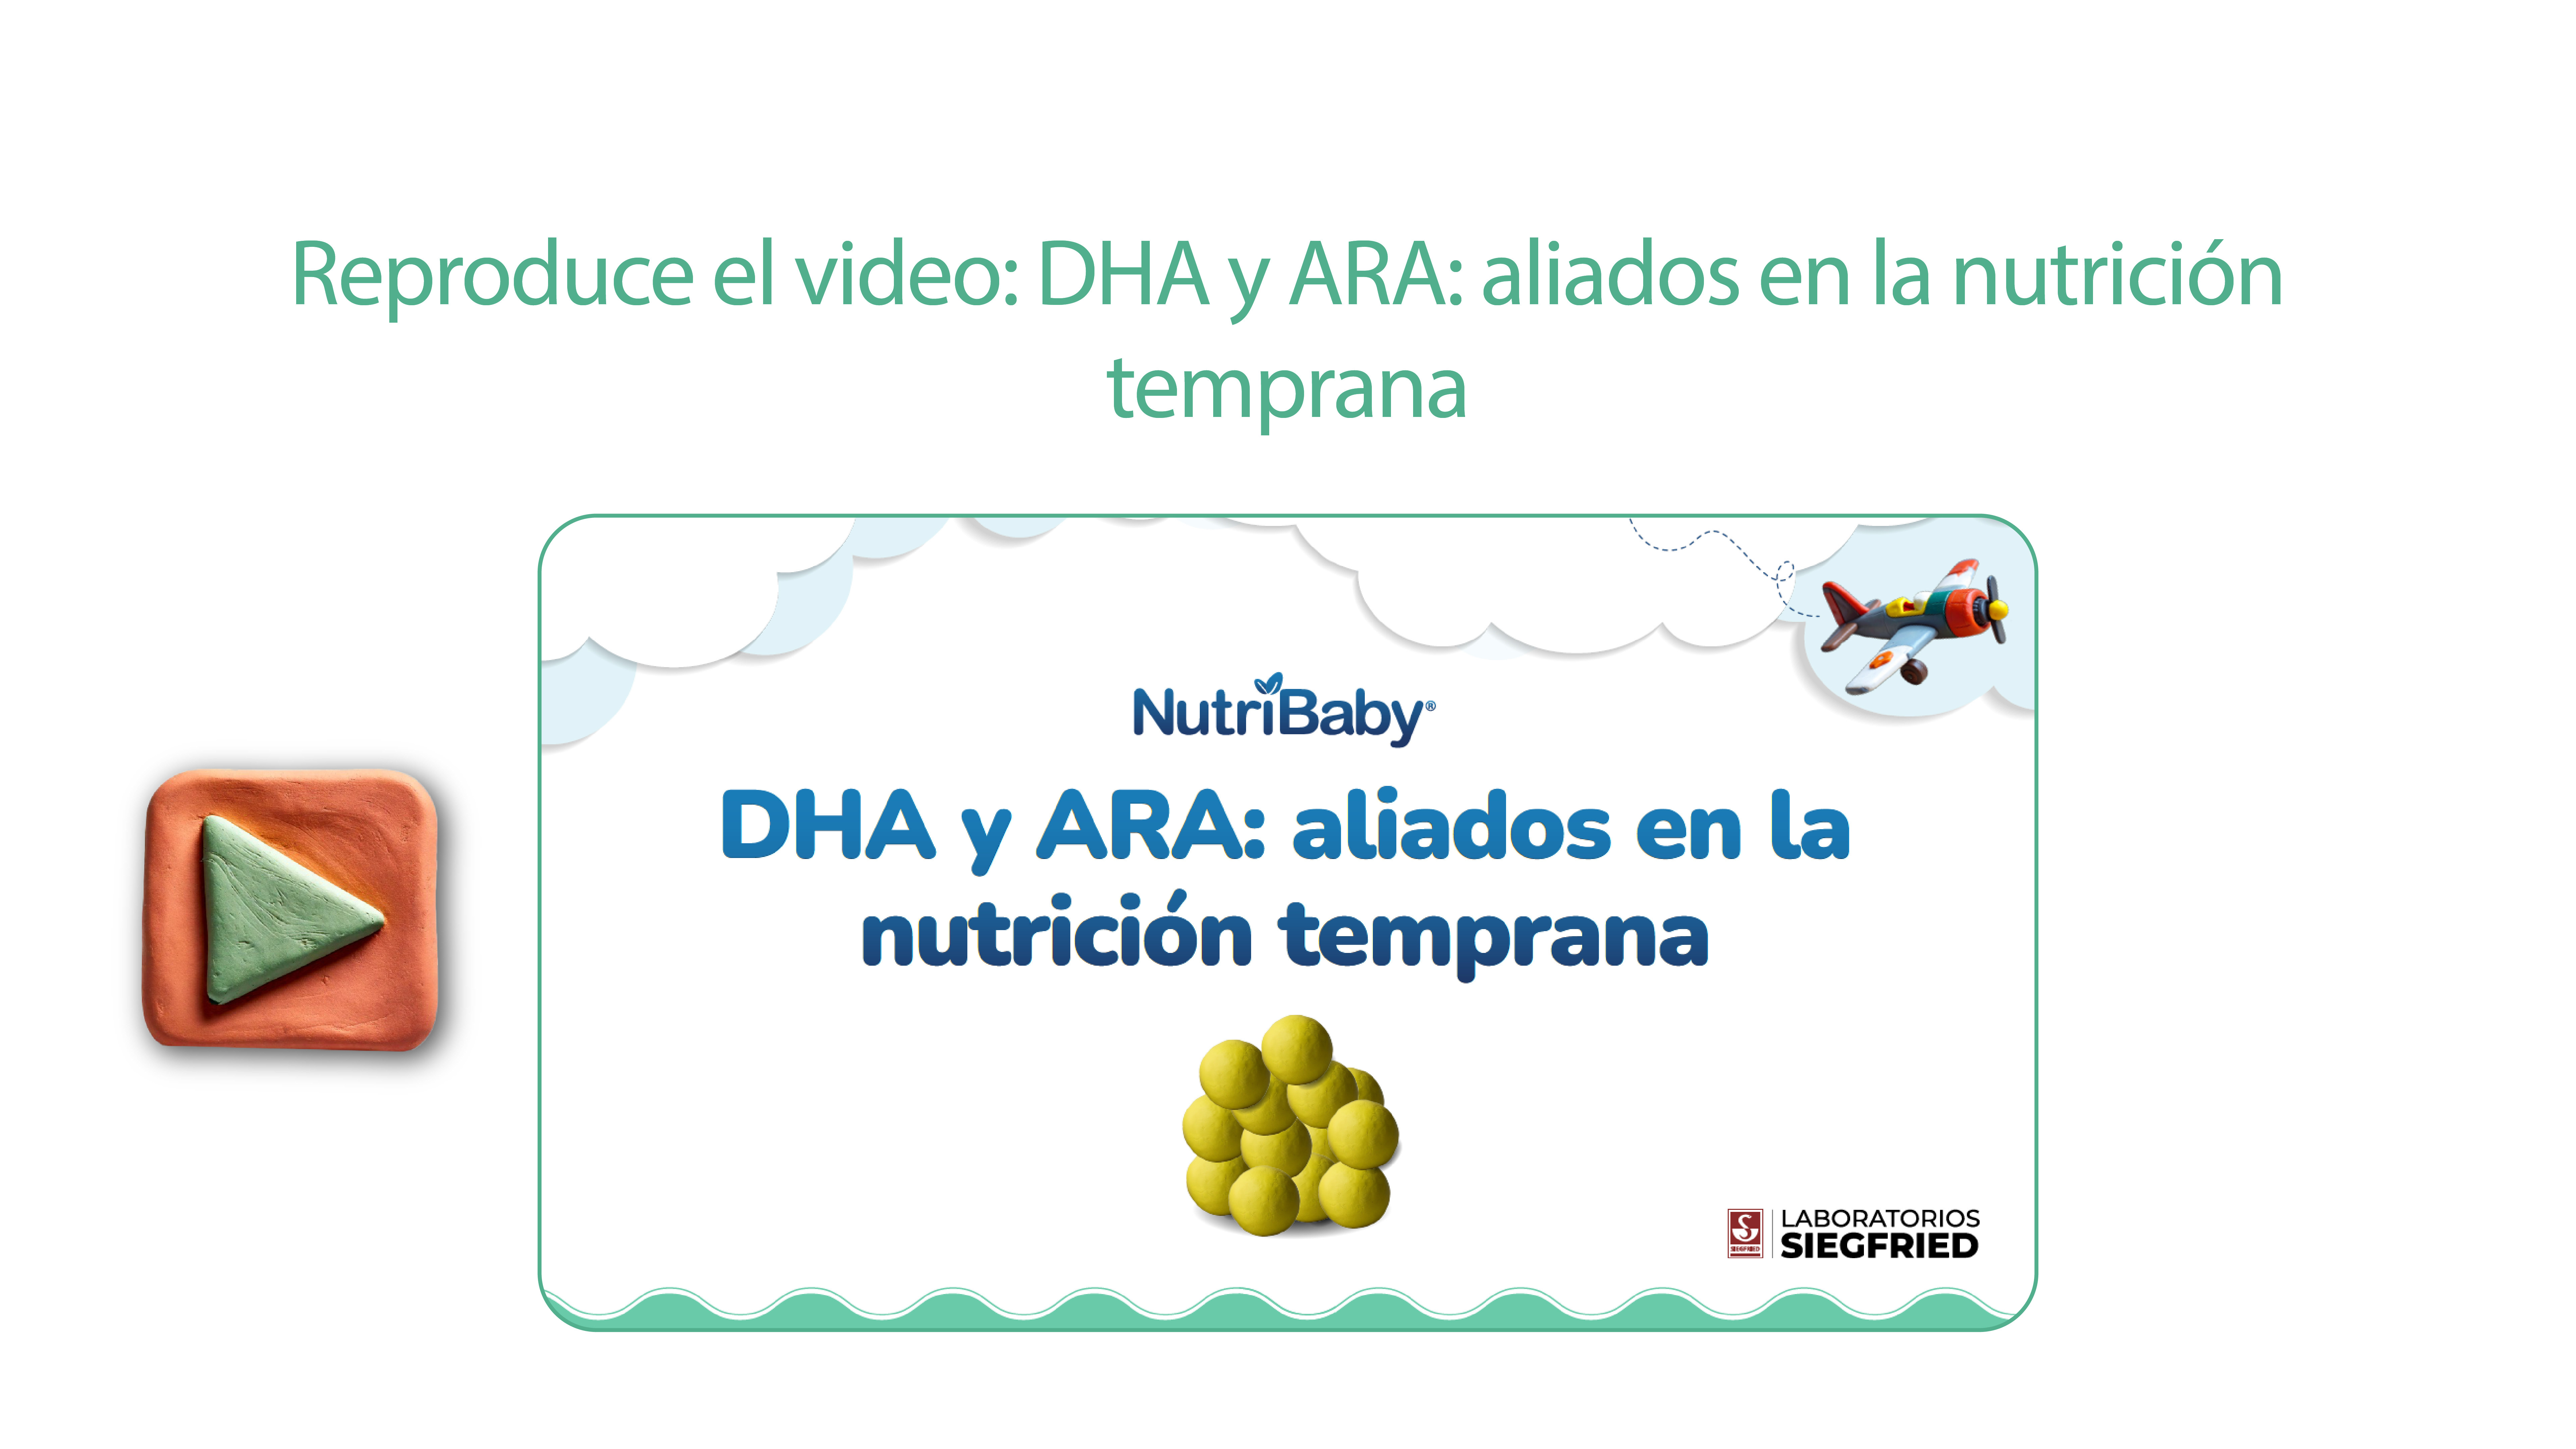 Reproduce el video: DHA y ARA: aliados en la nutrición
temprana
NutriBaby®
DHA y ARA: aliados en la
nutrición temprana
LABORATORIOS
SIEGFRIED
SIEGFRIED